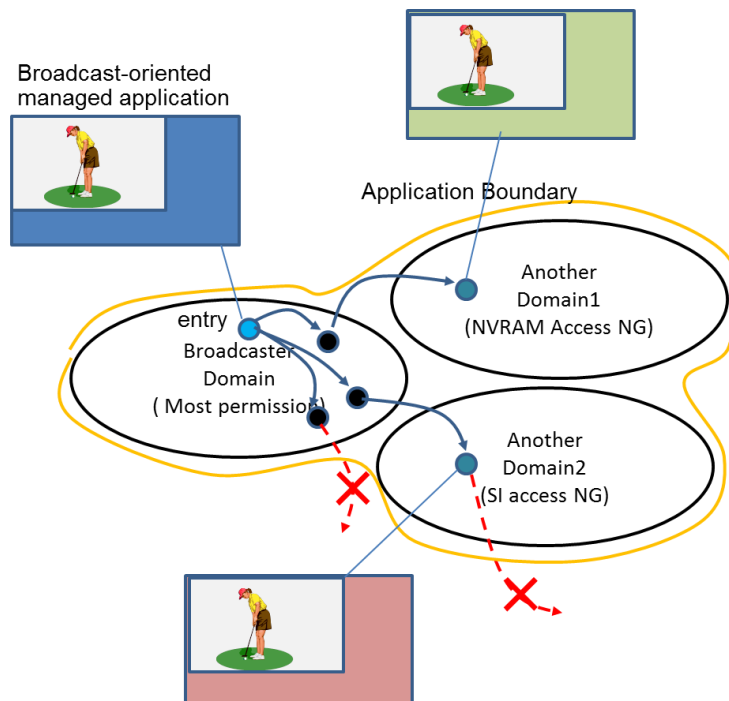 Broadcast-oriented
managed application
Application Boundary
Another
Domain1
(NVRAM Access NG)
entry
Broadcaster
Domain
( Most permission)
Another
Domain2
(SI access NG)